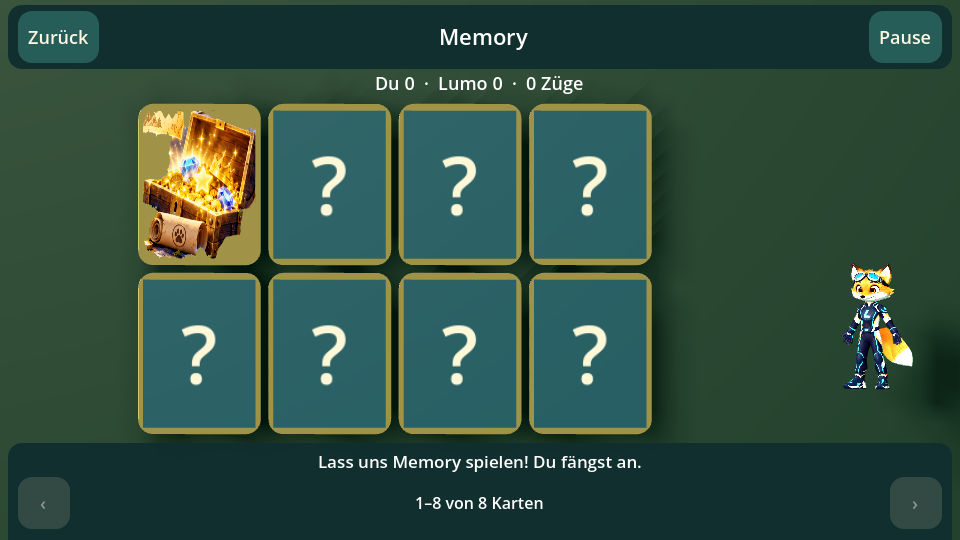 Zurück
Memory
Pause
Du 0 · Lumo 0 · 0 Züge
? ? ?
? ? ? ?
Lass uns Memory spielen! Du fängst an.
‹
1–8 von 8 Karten
›